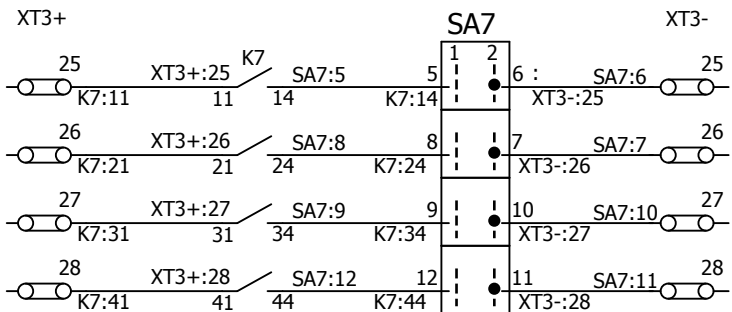 XT3+ SA7 XT3-
1 2
25 XT3+:25 K7 SA7:5 5 6 : SA7:6 25
K7:11 11 14 K7:14 XT3-:25
26 XT3+:26 SA7:8 8 7 SA7:7 26
K7:21 21 24 K7:24 XT3-:26
27 XT3+:27 SA7:9 9 10 SA7:10 27
K7:31 31 34 K7:34 XT3-:27
28 XT3+:28 SA7:12 12 11 SA7:11 28
K7:41 41 44 K7:44 XT3-:28